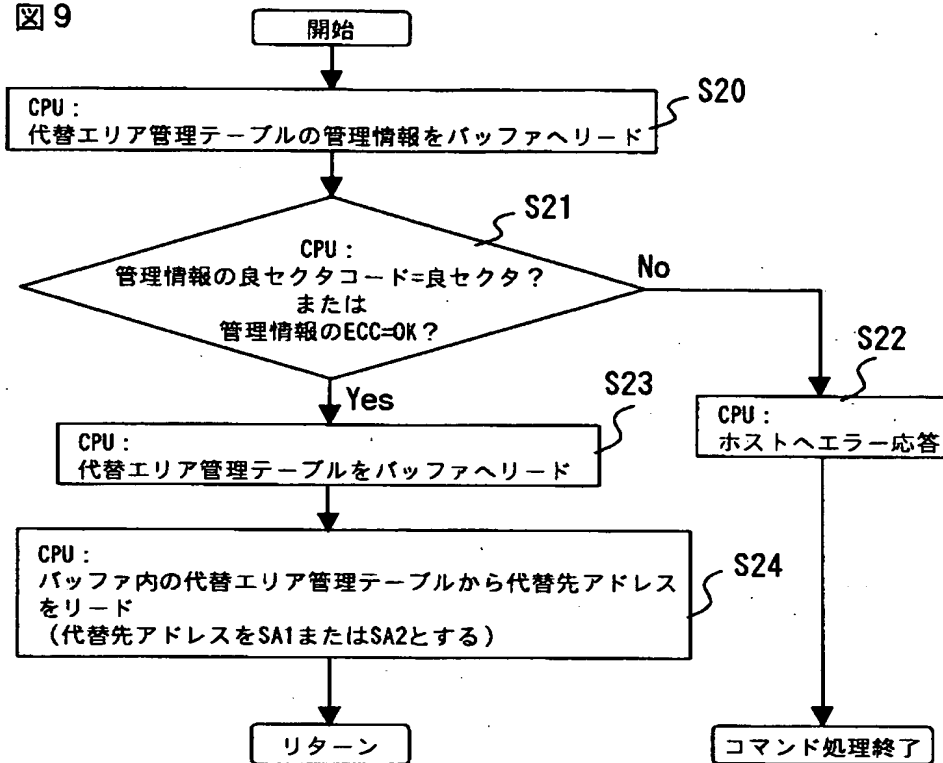 図9
開始
S20
CPU:
代替エリア管理テーブルの管理情報をバッファへリード
S21
CPU:
管理情報の良セクタコード=良セクタ?
または
管理情報のECC=OK?
No
Yes
S22
CPU:
ホストへエラー応答
S23
CPU:
代替エリア管理テーブルをバッファへリード
S24
CPU:
バッファ内の代替エリア管理テーブルから代替先アドレス
をリード
(代替先アドレスをSA1またはSA2とする)
リターン
コマンド処理終了